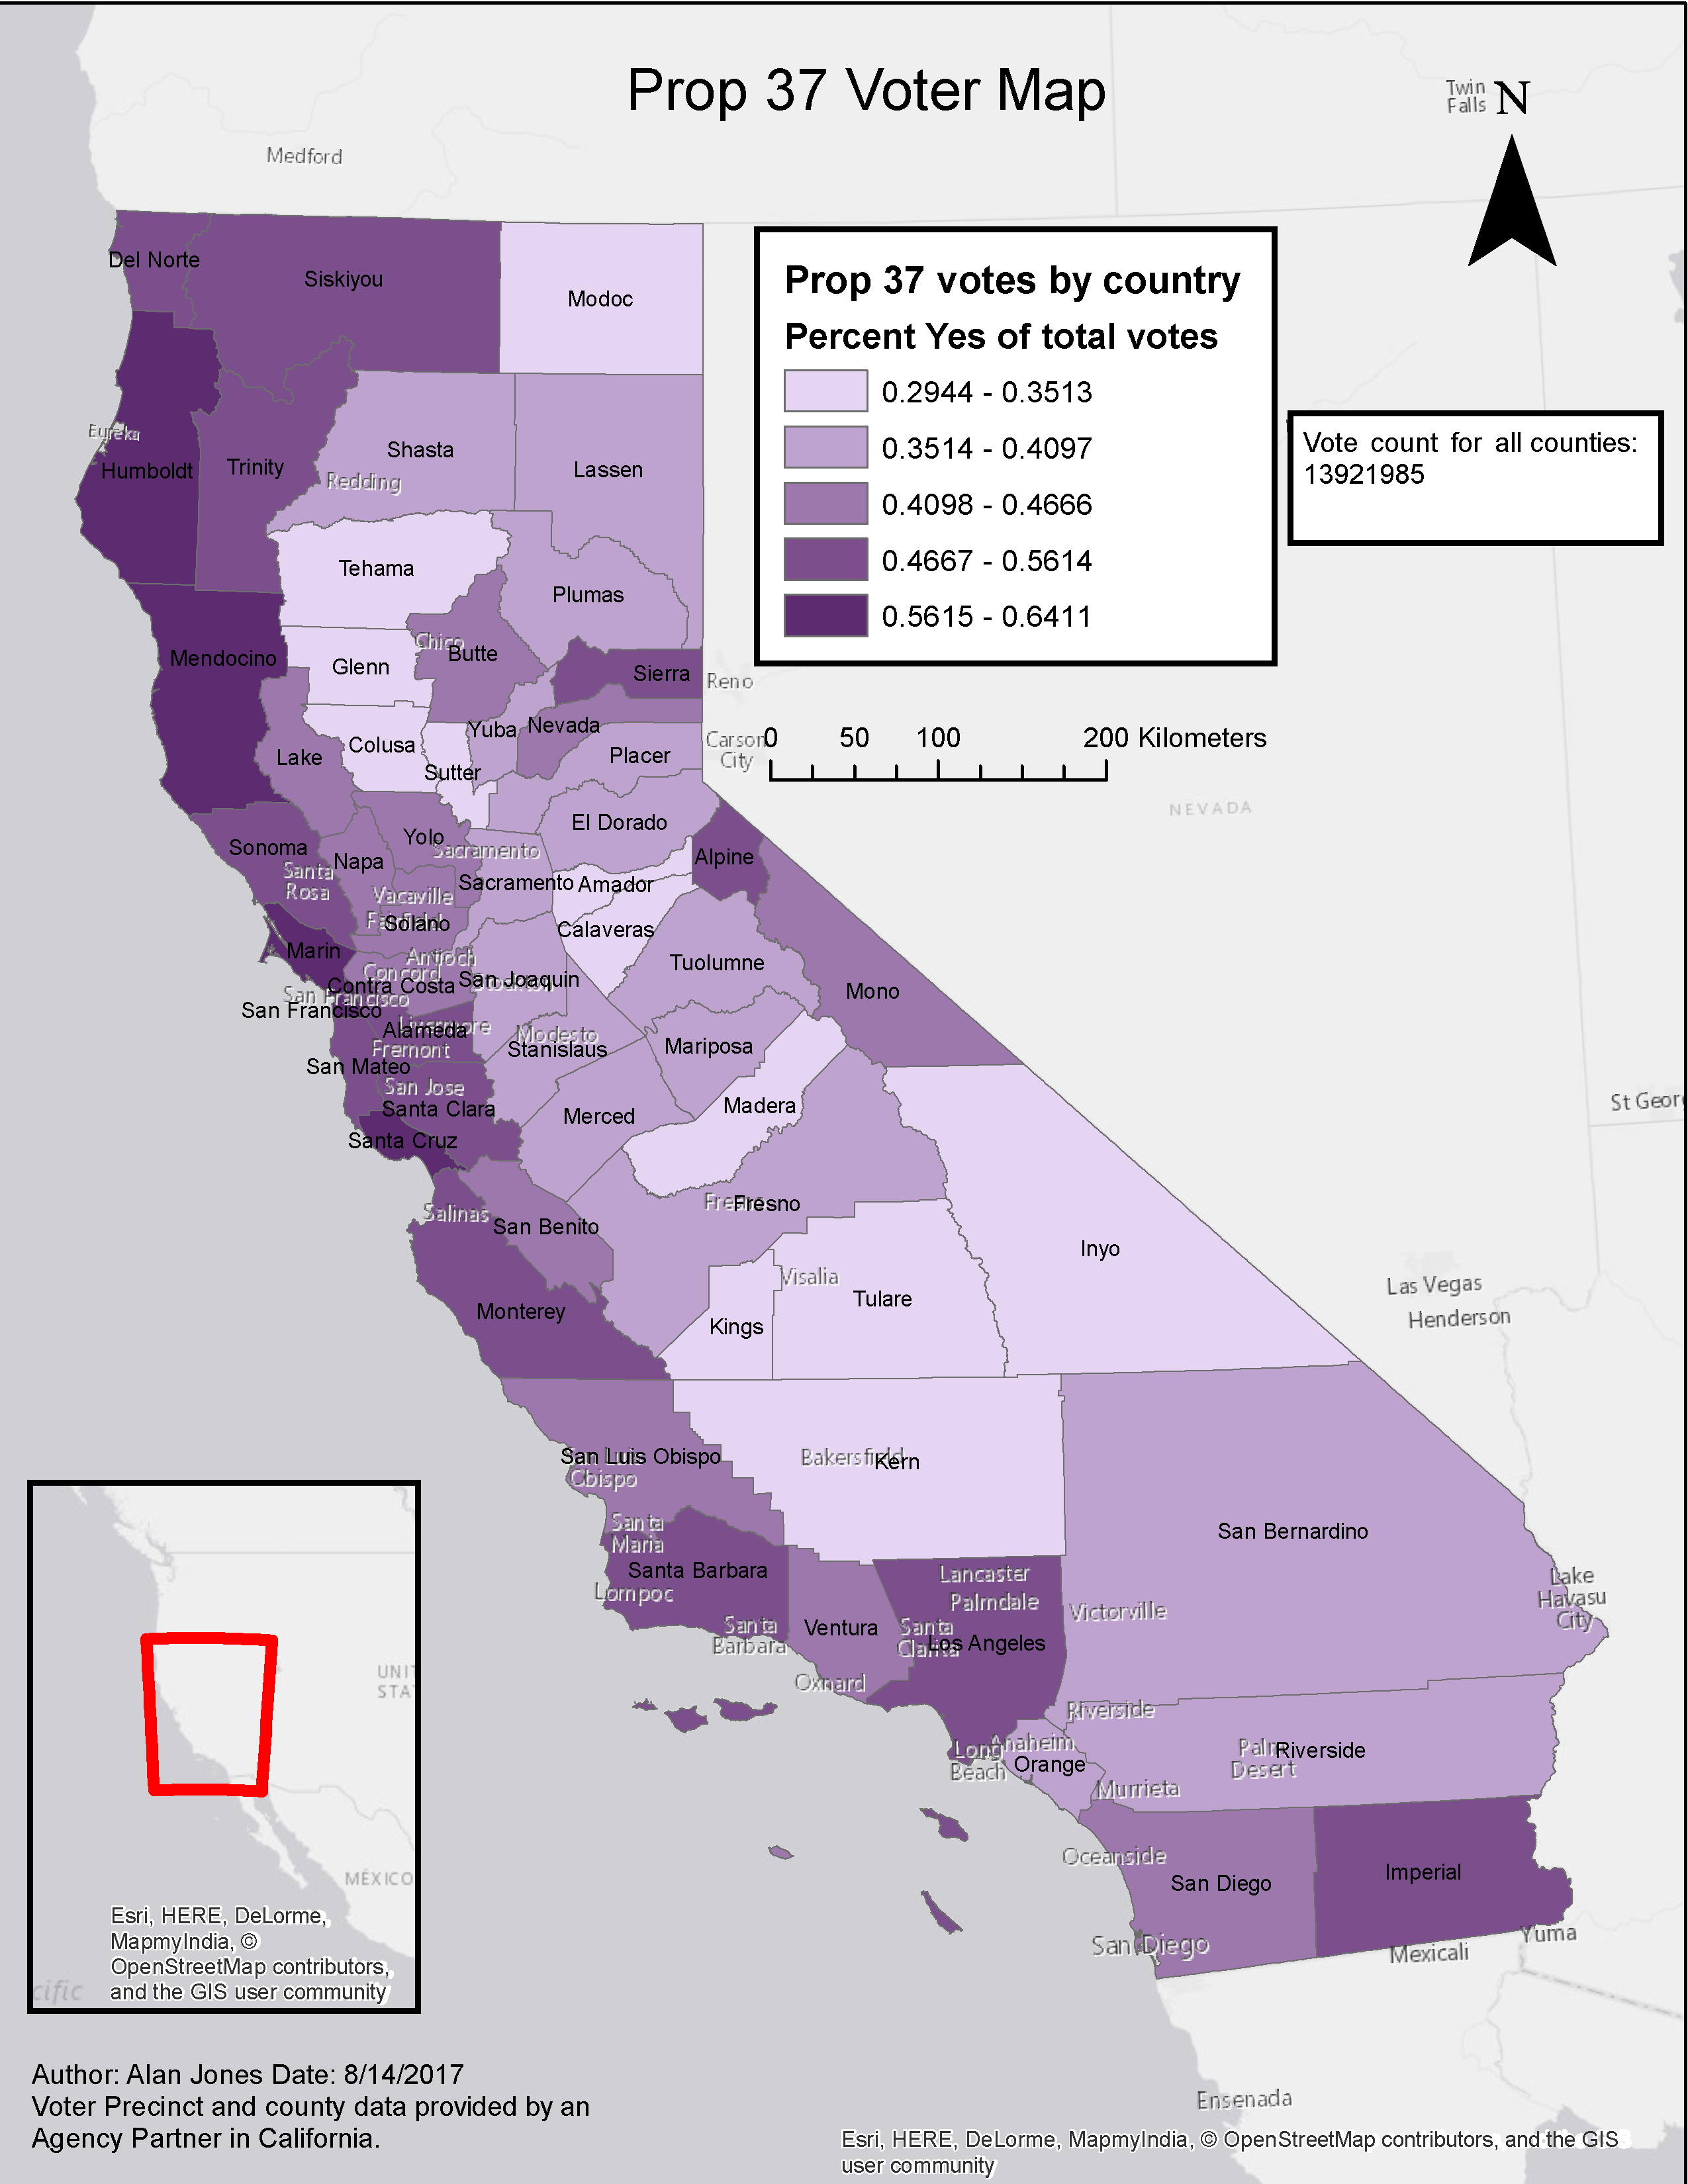 Prop 37 Voter Map
Twin
Falls
N
Medford
Del Norte
Siskiyou
Modoc
Prop 37 votes by country
Percent Yes of total votes
0.2944 - 0.3513
0.3514 - 0.4097
0.4098 - 0.4666
0.4667 - 0.5614
0.5615 - 0.6411
Vote count for all counties:
13921985
Eureka
Humboldt
Trinity
Shasta
Redding
Lassen
Tehama
Plumas
Chico
Butte
Mendocino
Glenn
Sierra
Reno
Yuba
Nevada
Colusa
Lake
Placer
Sutter
Carson
City
0 50 100 200 Kilometers
NEVADA
El Dorado
Yolo
Sacramento
Sonoma
Santa
Rosa
Napa
Alpine
Sacramento
Amador
Vacaville
Fairfield
Solano
Calaveras
Marin
Antioch
Concord
Contra Costa
San Joaquin
Stockton
Tuolumne
Mono
San Francisco
San Francisco
Livermore
Alameda
Fremont
Modesto
Stanislaus
Mariposa
San Mateo
San Jose
Santa Clara
Merced
Madera
St Geor
Santa Cruz
Salinas
San Benito
Fresno
Fresno
Inyo
Visalia
Tulare
Las Vegas
Henderson
Monterey
Kings
San Luis Obispo
San Luis
Obispo
Bakersfield
Kern
San Bernardino
Santa
Maria
Santa Barbara
Lompoc
Santa
Barbara
Ventura
Oxnard
Lancaster
Palmdale
Santa
Clarita
Los Angeles
Victorville
Lake
Havasu
City
Riverside
Anaheim
Long
Beach
Orange
Palm
Desert
Riverside
Murrieta
Oceanside
San Diego
Imperial
San Diego
Mexicali
Yuma
Ensenada
UNIT
STA
MÉXICO
cific
Esri, HERE, DeLorme,
MapmyIndia, ©
OpenStreetMap contributors,
and the GIS user community
Author: Alan Jones Date: 8/14/2017
Voter Precinct and county data provided by an
Agency Partner in California.
Esri, HERE, DeLorme, MapmyIndia, © OpenStreetMap contributors, and the GIS
user community